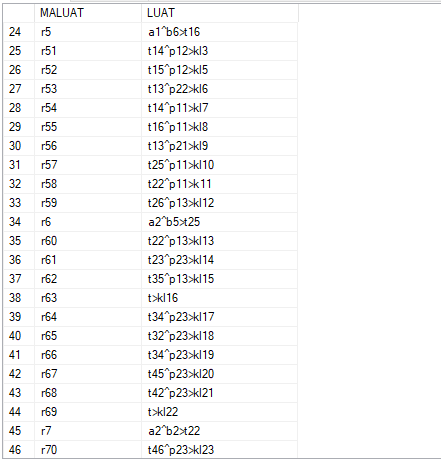 MALUAT LUAT
24 r5 a1^b6>t16
25 r51 t14^p12>kl3
26 r52 t15^p12>kl5
27 r53 t13^p22>kl6
28 r54 t14^p11>kl7
29 r55 t16^p11>kl8
30 r56 t13^p21>kl9
31 r57 t25^p11>kl10
32 r58 t22^p11>k11
33 r59 t26^p13>kl12
34 r6 a2^b5>t25
35 r60 t22^p13>kl13
36 r61 t23^p23>kl14
37 r62 t35^p13>kl15
38 r63 t>kl16
39 r64 t34^p23>kl17
40 r65 t32^p23>kl18
41 r66 t34^p23>kl19
42 r67 t45^p23>kl20
43 r68 t42^p23>kl21
44 r69 t>kl22
45 r7 a2^b2>t22
46 r70 t46^p23>kl23